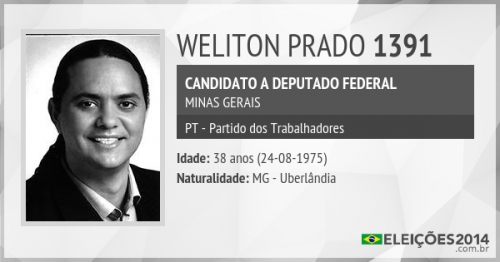 WELITON PRADO 1391
CANDIDATO A DEPUTADO FEDERAL
MINAS GERAIS
PT - Partido dos Trabalhadores
Idade: 38 anos (24-08-1975)
Naturalidade: MG - Uberlândia
ELEIÇÕES2014
.com.br